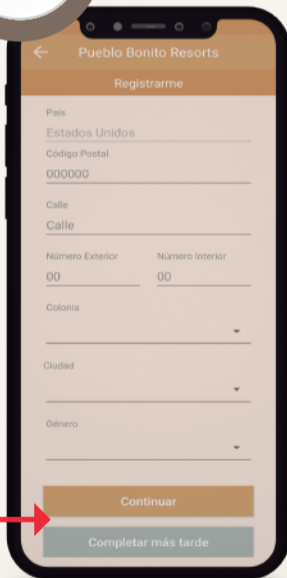 Pueblo Bonito Resorts
Registrarme
País
Estados Unidos
Código Postal
000000
Calle
Calle
Número Exterior Número Interior
00 00
Colonia
Ciudad
Género
Continuar
Completar más tarde